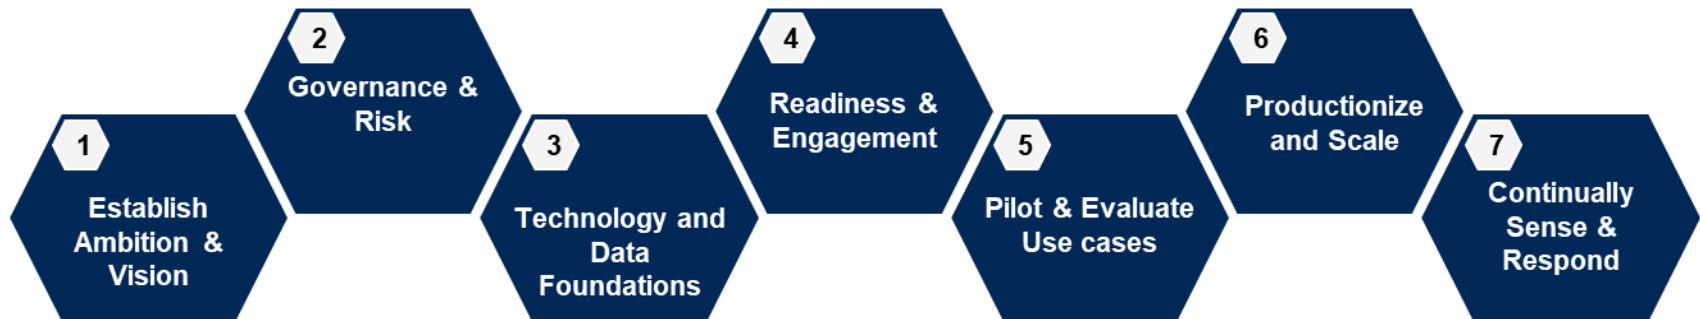 1
Establish
Ambition &
Vision
2
Governance &
Risk
3
Technology and
Data
Foundations
4
Readiness &
Engagement
5
Pilot & Evaluate
Use cases
6
Productionize
and Scale
7
Continually
Sense &
Respond